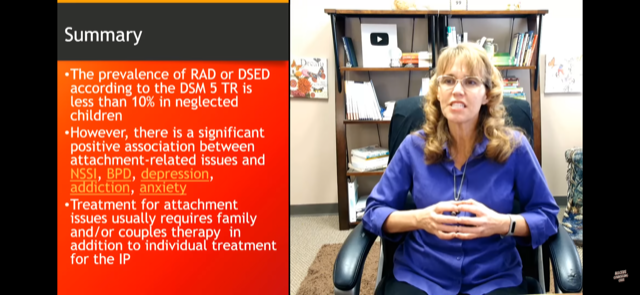 Summary
•The prevalence of RAD or DSED
according to the DSM 5 TR is
less than 10% in neglected
children
•However, there is a significant
positive association between
attachment-related issues and
NSSI, BPD, depression,
addiction, anxiety
•Treatment for attachment
issues usually requires family
and/or couples therapy in
addition to individual treatment
for the IP